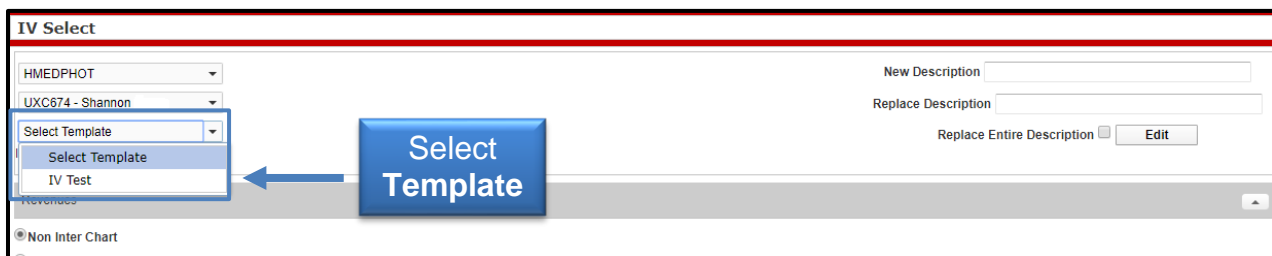 IV Select
HMEDPHOT
New Description
UXC674 - Shannon
Replace Description
Select Template
Replace Entire Description
Edit
Select Template
IV Test
Select
Template
Revenues
Non Inter Chart